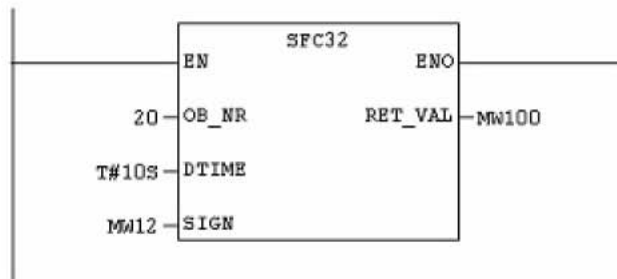 SFC32
EN ENO
20 OB_NR RET_VAL MW100
T#10S DTIME
MW12 SIGN